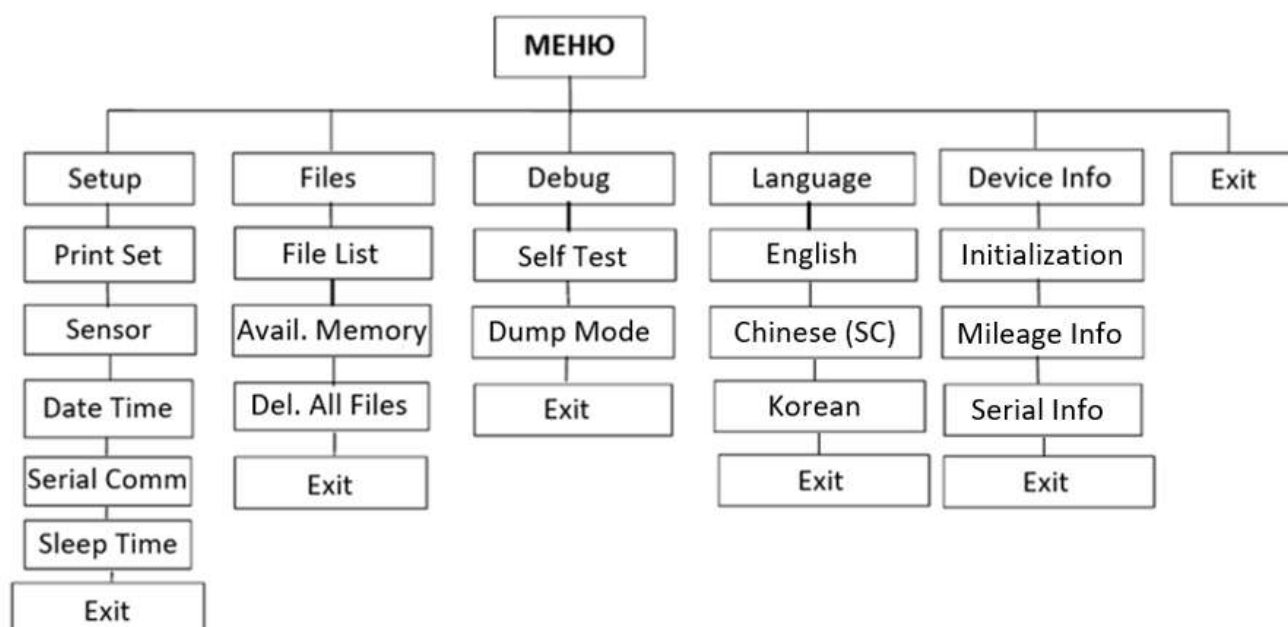 МЕНЮ
Setup
Files
Debug
Language
Device Info
Exit
Print Set
File List
Self Test
English
Initialization
Sensor
Avail. Memory
Dump Mode
Chinese (SC)
Mileage Info
Date Time
Del. All Files
Exit
Korean
Serial Info
Serial Comm
Exit
Exit
Exit
Sleep Time
Exit